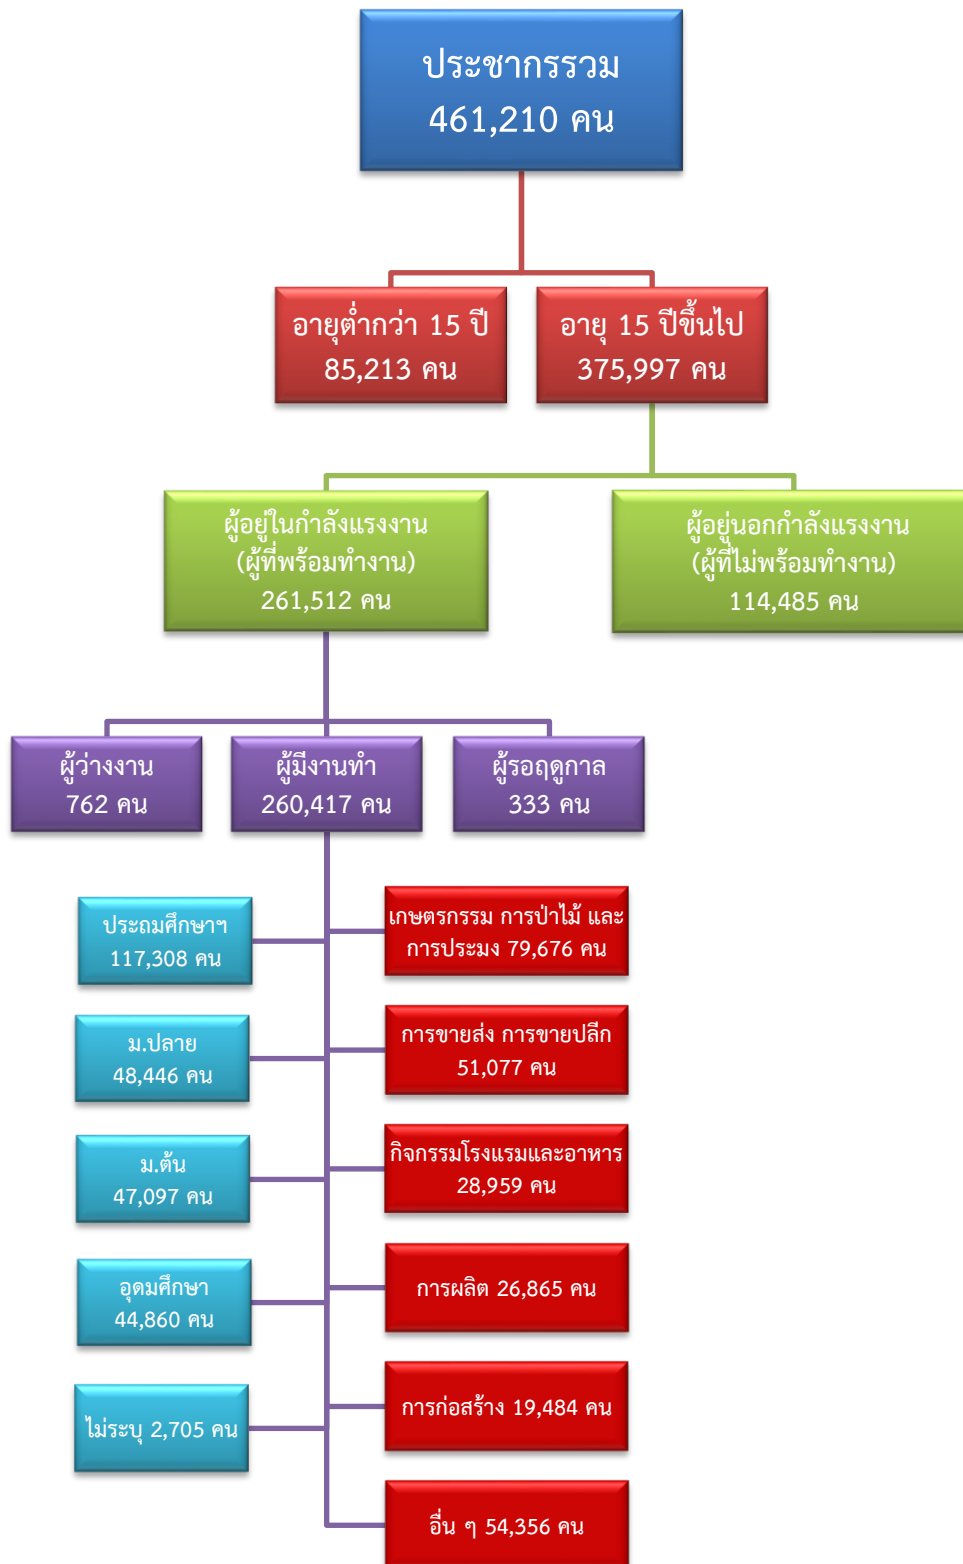 ประชากรรวม
461,210 คน
อายุต่ำกว่า 15 ปี
85,213 คน
อายุ 15 ปีขึ้นไป
375,997 คน
ผู้อยู่ในกำลังแรงงาน
(ผู้ที่พร้อมทำงาน)
261,512 คน
ผู้อยู่นอกกำลังแรงงาน
(ผู้ที่ไม่พร้อมทำงาน)
114,485 คน
ผู้ว่างงาน
762 คน
ผู้มีงานทำ
260,417 คน
ผู้รอฤดูกาล
333 คน
ประถมศึกษาฯ
117,308 คน
ม.ปลาย
48,446 คน
ม.ต้น
47,097 คน
อุดมศึกษา
44,860 คน
ไม่ระบุ 2,705 คน
เกษตรกรรม การป่าไม้ และ
การประมง 79,676 คน
การขายส่ง การขายปลีก
51,077 คน
กิจกรรมโรงแรมและอาหาร
28,959 คน
การผลิต 26,865 คน
การก่อสร้าง 19,484 คน
อื่น ๆ 54,356 คน